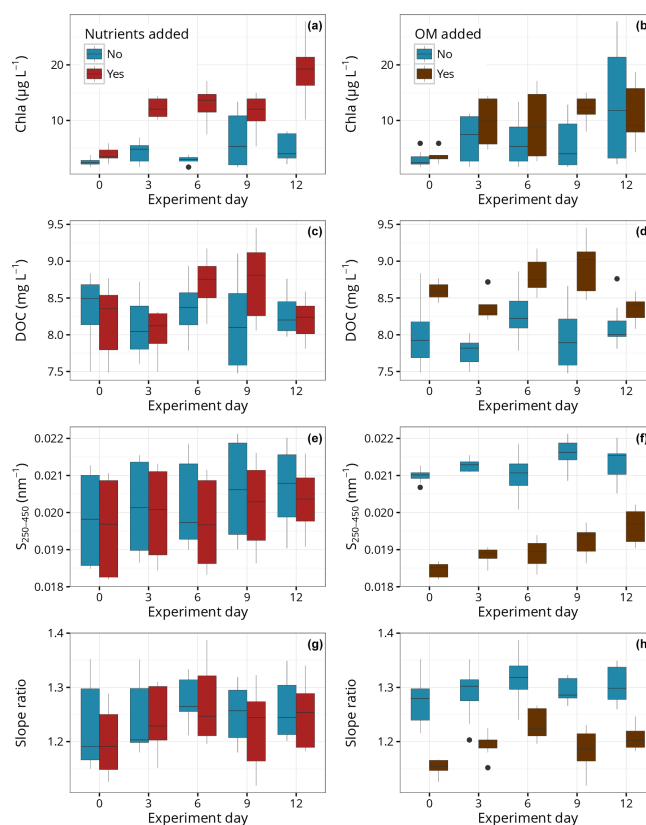 (a)
Nutrients added
No
Yes
Chla (µg L⁻¹)
20
10
0 3 6 9 12
Experiment day
(b)
OM added
No
Yes
Chla (µg L⁻¹)
20
10
0 3 6 9 12
Experiment day
(c)
DOC (mg L⁻¹)
9.5
9.0
8.5
8.0
7.5
0 3 6 9 12
Experiment day
(d)
DOC (mg L⁻¹)
9.5
9.0
8.5
8.0
7.5
0 3 6 9 12
Experiment day
(e)
S₂₅₀₋₄₅₀ (nm⁻¹)
0.022
0.021
0.020
0.019
0.018
0 3 6 9 12
Experiment day
(f)
S₂₅₀₋₄₅₀ (nm⁻¹)
0.022
0.021
0.020
0.019
0.018
0 3 6 9 12
Experiment day
(g)
Slope ratio
1.4
1.3
1.2
0 3 6 9 12
Experiment day
(h)
Slope ratio
1.4
1.3
1.2
0 3 6 9 12
Experiment day